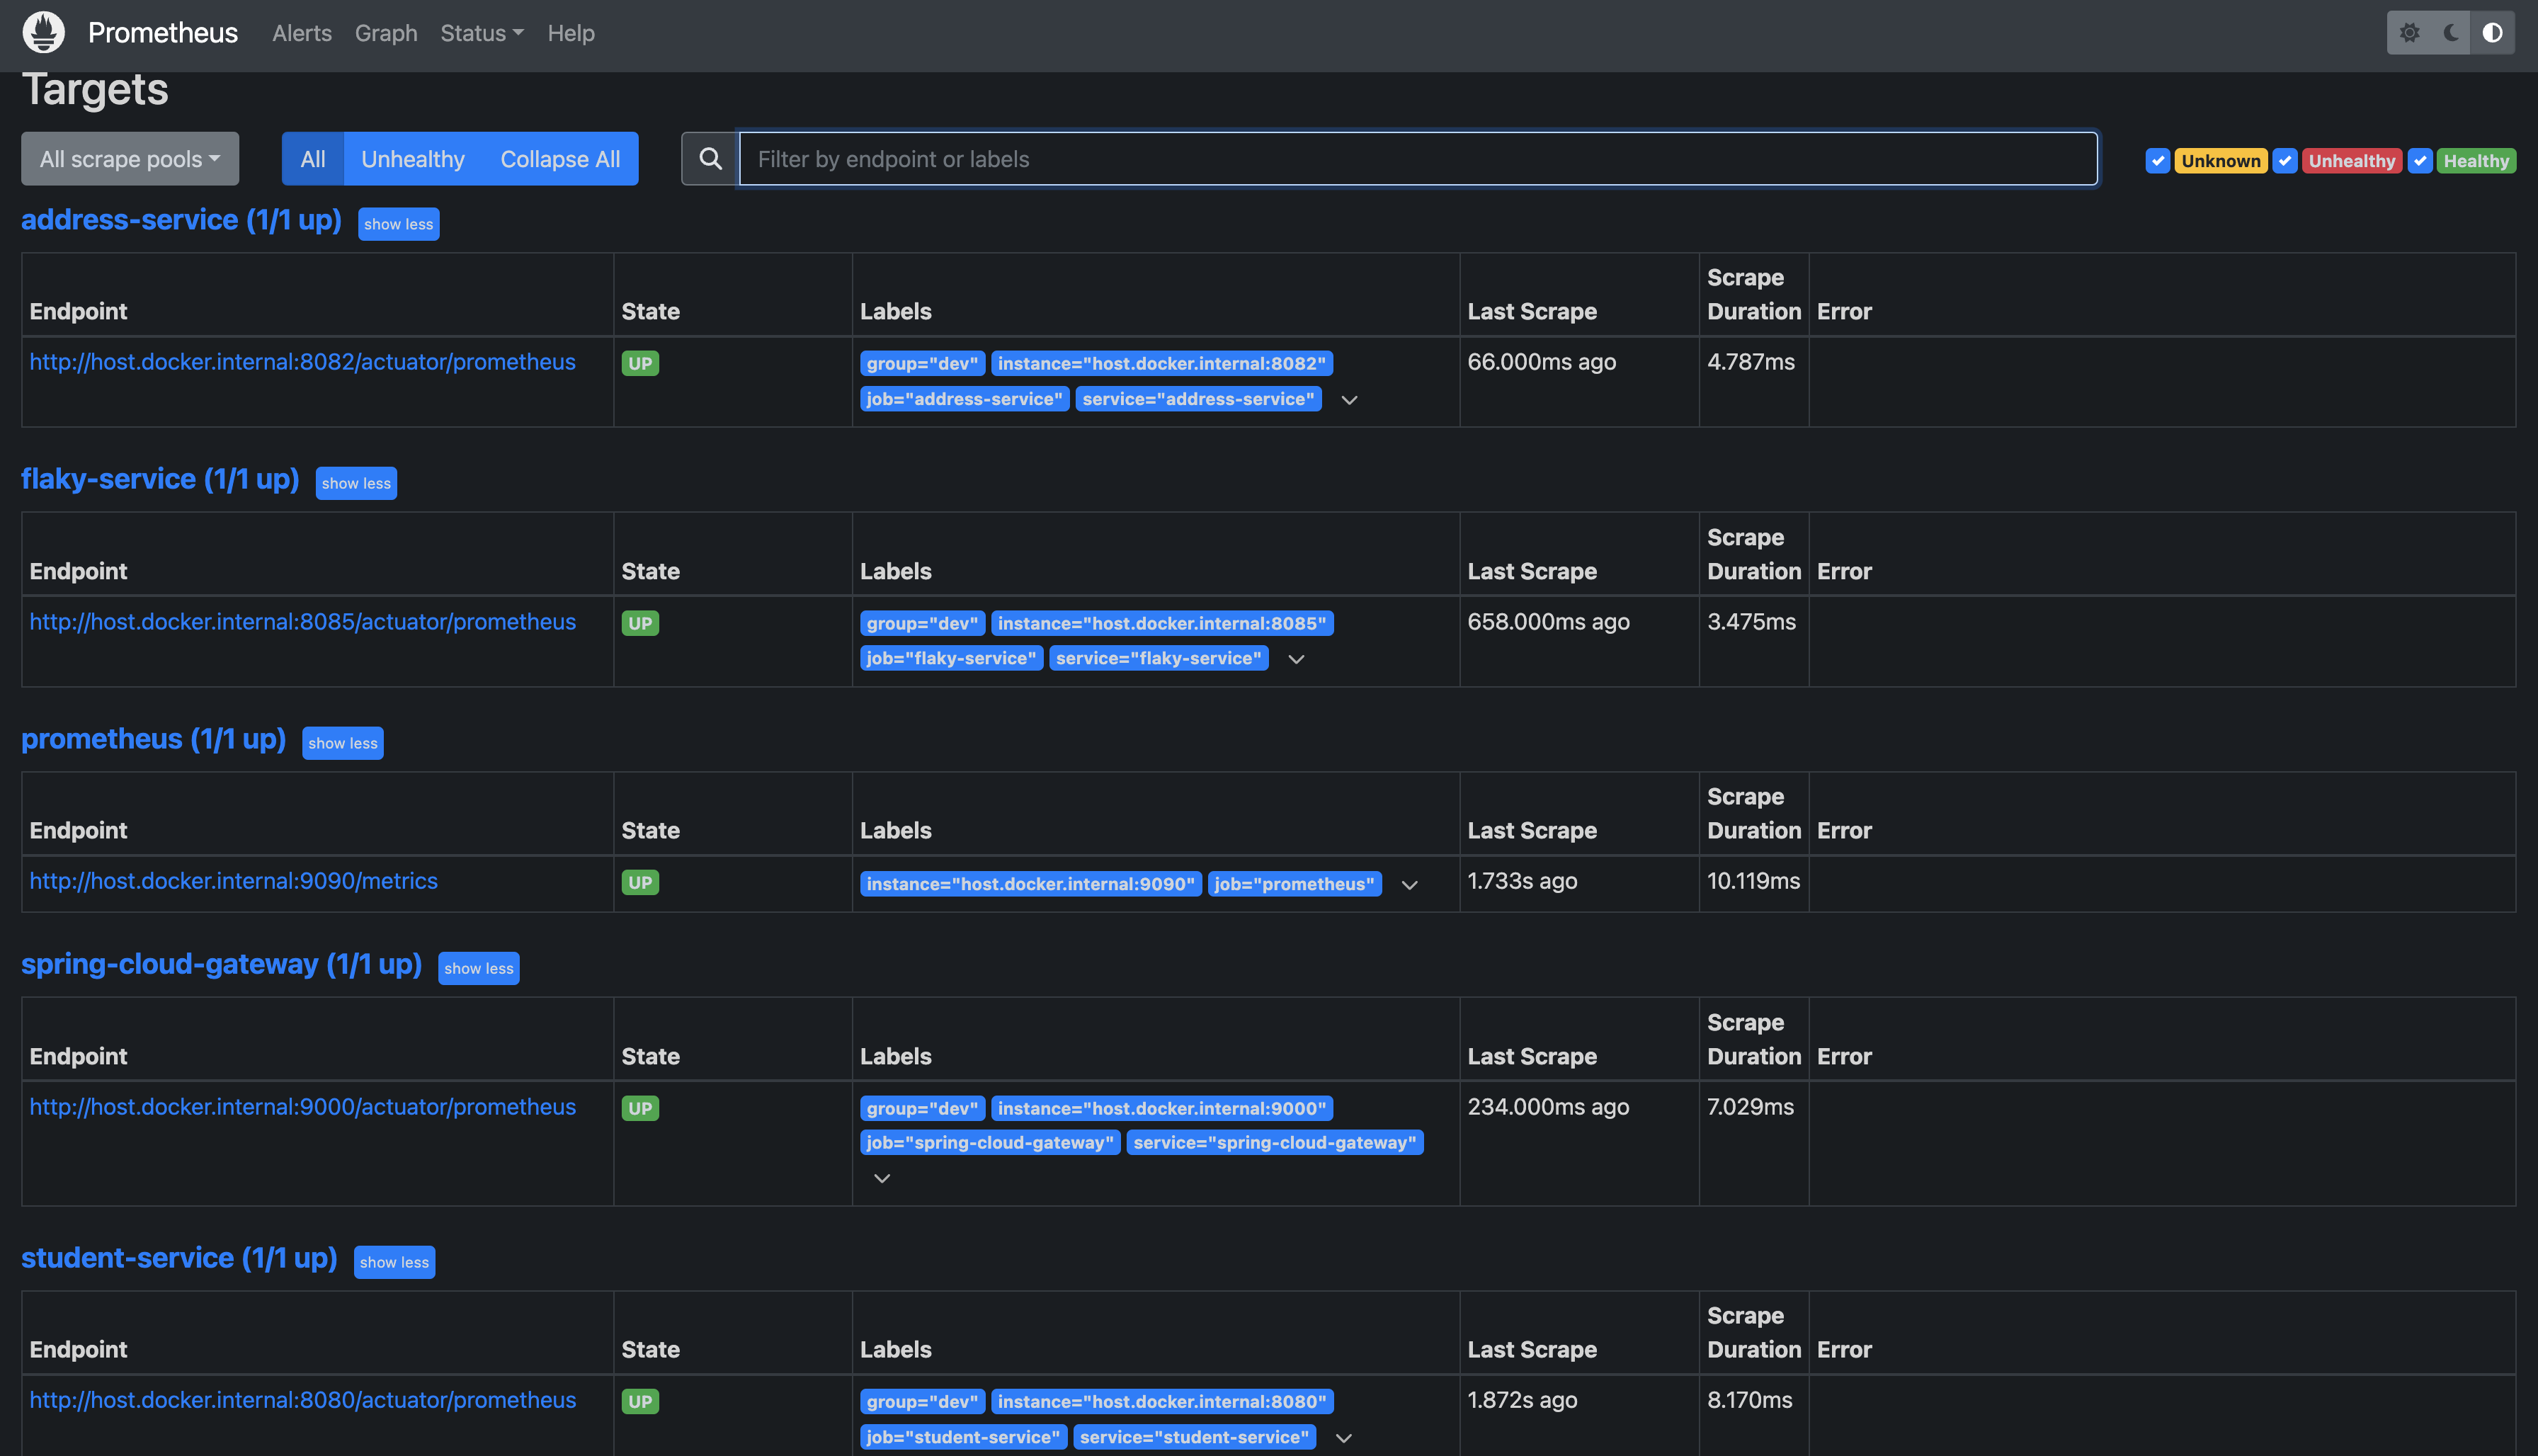 Prometheus Alerts Graph Status Help
Targets
All scrape pools All Unhealthy Collapse All Filter by endpoint or labels Unknown Unhealthy Healthy
address-service (1/1 up) show less
Endpoint State Labels Last Scrape Scrape Duration Error
http://host.docker.internal:8082/actuator/prometheus UP group="dev" instance="host.docker.internal:8082" 66.000ms ago 4.787ms
job="address-service" service="address-service"
flaky-service (1/1 up) show less
Endpoint State Labels Last Scrape Scrape Duration Error
http://host.docker.internal:8085/actuator/prometheus UP group="dev" instance="host.docker.internal:8085" 658.000ms ago 3.475ms
job="flaky-service" service="flaky-service"
prometheus (1/1 up) show less
Endpoint State Labels Last Scrape Scrape Duration Error
http://host.docker.internal:9090/metrics UP instance="host.docker.internal:9090" job="prometheus" 1.733s ago 10.119ms
spring-cloud-gateway (1/1 up) show less
Endpoint State Labels Last Scrape Scrape Duration Error
http://host.docker.internal:9000/actuator/prometheus UP group="dev" instance="host.docker.internal:9000" 234.000ms ago 7.029ms
job="spring-cloud-gateway" service="spring-cloud-gateway"
student-service (1/1 up) show less
Endpoint State Labels Last Scrape Scrape Duration Error
http://host.docker.internal:8080/actuator/prometheus UP group="dev" instance="host.docker.internal:8080" 1.872s ago 8.170ms
job="student-service" service="student-service"